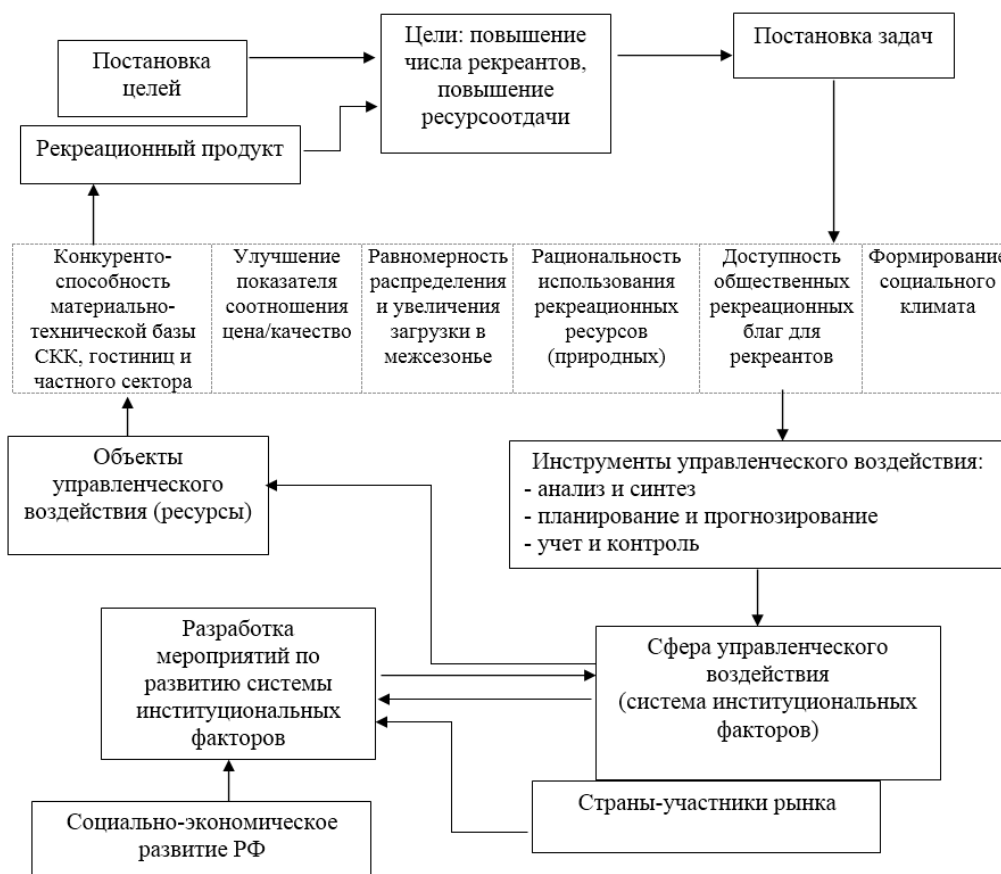 Постановка
целей
Цели: повышение
числа рекреантов,
повышение
ресурсоотдачи
Постановка задач
Рекреационный продукт
Конкуренто-
способность
материально-
технической базы
СКК, гостиниц и
частного сектора
Улучшение
показателя
соотношения
цена/качество
Равномерность
распределения
и увеличения
загрузки в
межсезонье
Рациональность
использования
рекреационных
ресурсов
(природных)
Доступность
общественных
рекреационных
благ для
рекреантов
Формирование
социального
климата
Объекты
управленческого
воздействия (ресурсы)
Инструменты управленческого воздействия:
- анализ и синтез
- планирование и прогнозирование
- учет и контроль
Разработка
мероприятий по
развитию системы
институциональных
факторов
Сфера управленческого
воздействия
(система институциональных
факторов)
Страны-участники рынка
Социально-экономическое
развитие РФ